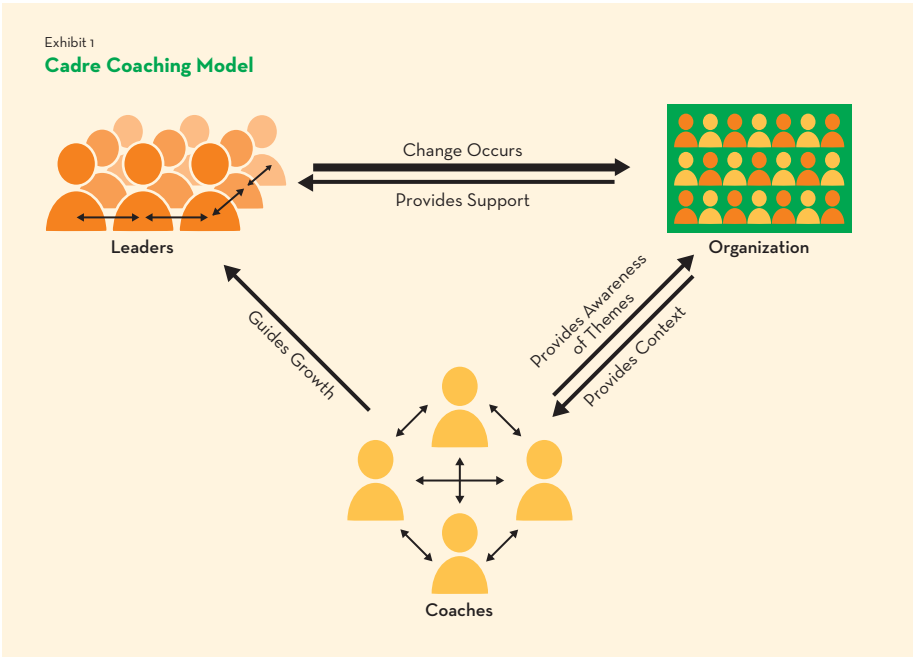 Exhibit 1
Cadre Coaching Model
Change Occurs
Provides Support
Leaders
Organization
Guides Growth
Provides Awareness
of Themes
Provides Context
Coaches